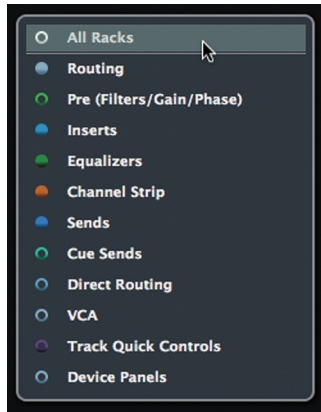 All Racks
Routing
Pre (Filters/Gain/Phase)
Inserts
Equalizers
Channel Strip
Sends
Cue Sends
Direct Routing
VCA
Track Quick Controls
Device Panels